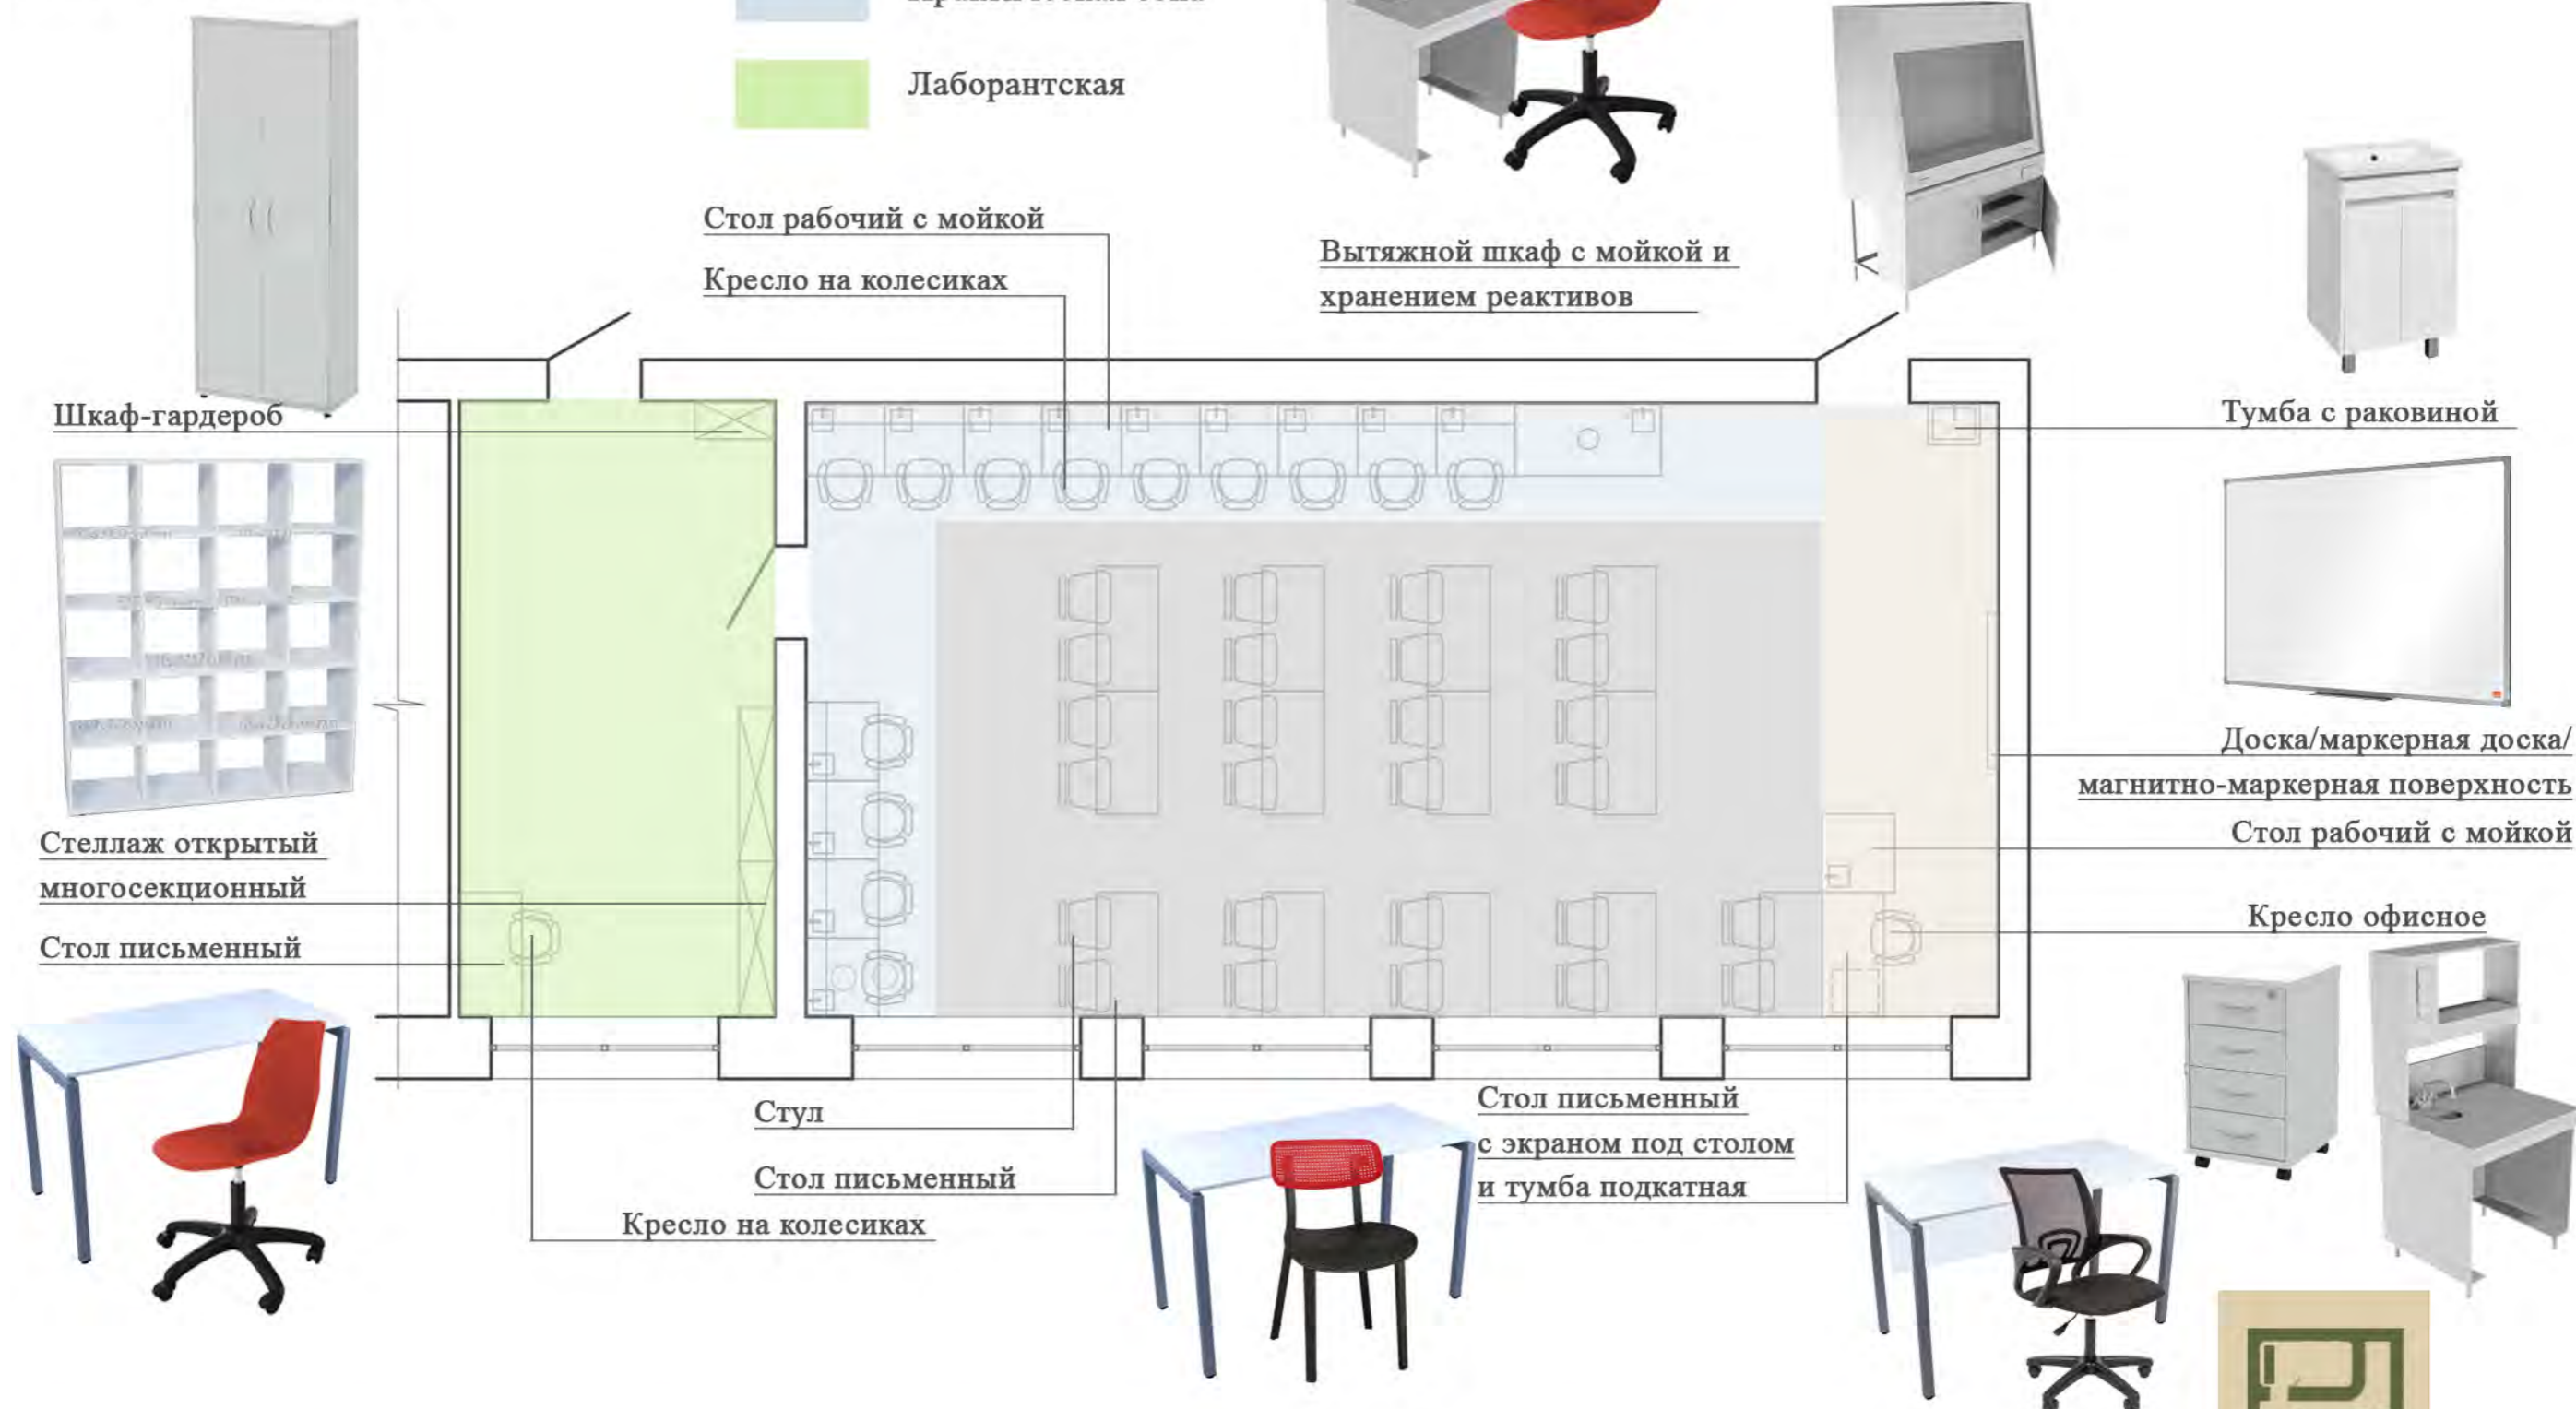 Лаборантская
Стол рабочий с мойкой
Кресло на колесиках
Вытяжной шкаф с мойкой и
хранением реактивов
Шкаф-гардероб
Тумба с раковиной
Доска/маркерная доска/
магнитно-маркерная поверхность
Стол рабочий с мойкой
Стеллаж открытый
многосекционный
Кресло офисное
Стол письменный
Стул
Стол письменный
Кресло на колесиках
Стол письменный
с экраном под столом
и тумба подкатная